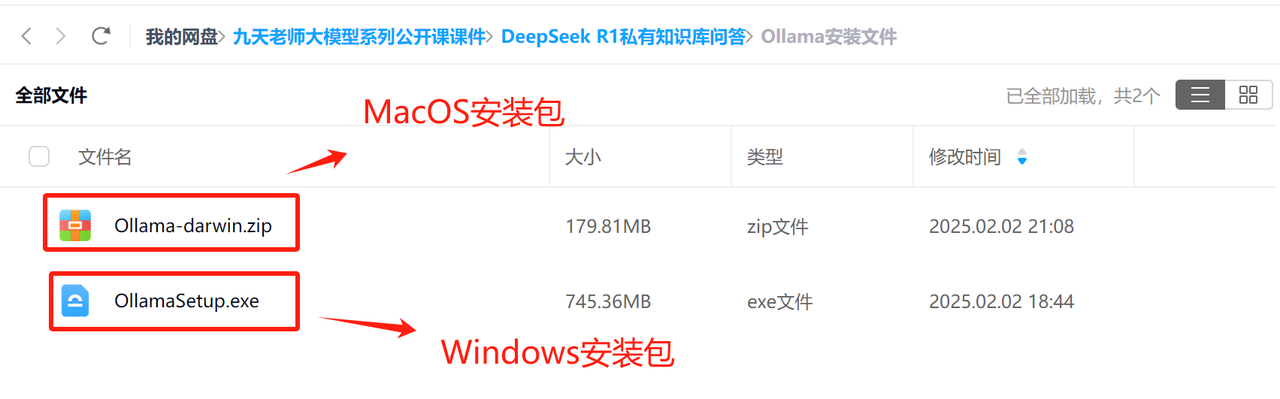 我的网盘> 九天老师大模型系列公开课课件> DeepSeek R1私有知识库问答> Ollama安装文件
全部文件
已全部加载，共2个
MacOS安装包
文件名 大小 类型 修改时间
Ollama-darwin.zip 179.81MB zip文件 2025.02.02 21:08
OllamaSetup.exe 745.36MB exe文件 2025.02.02 18:44
Windows安装包